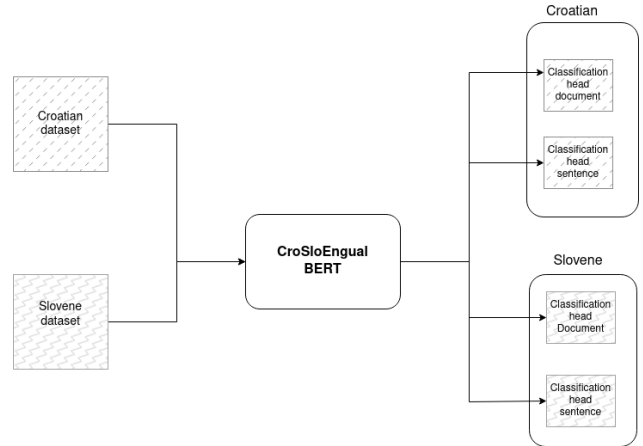 Croatian
Classification
head
document
Croatian
dataset
Classification
head
sentence
CroSloEngual
BERT
Slovene
Slovene
dataset
Classification
head
Document
Classification
head
sentence